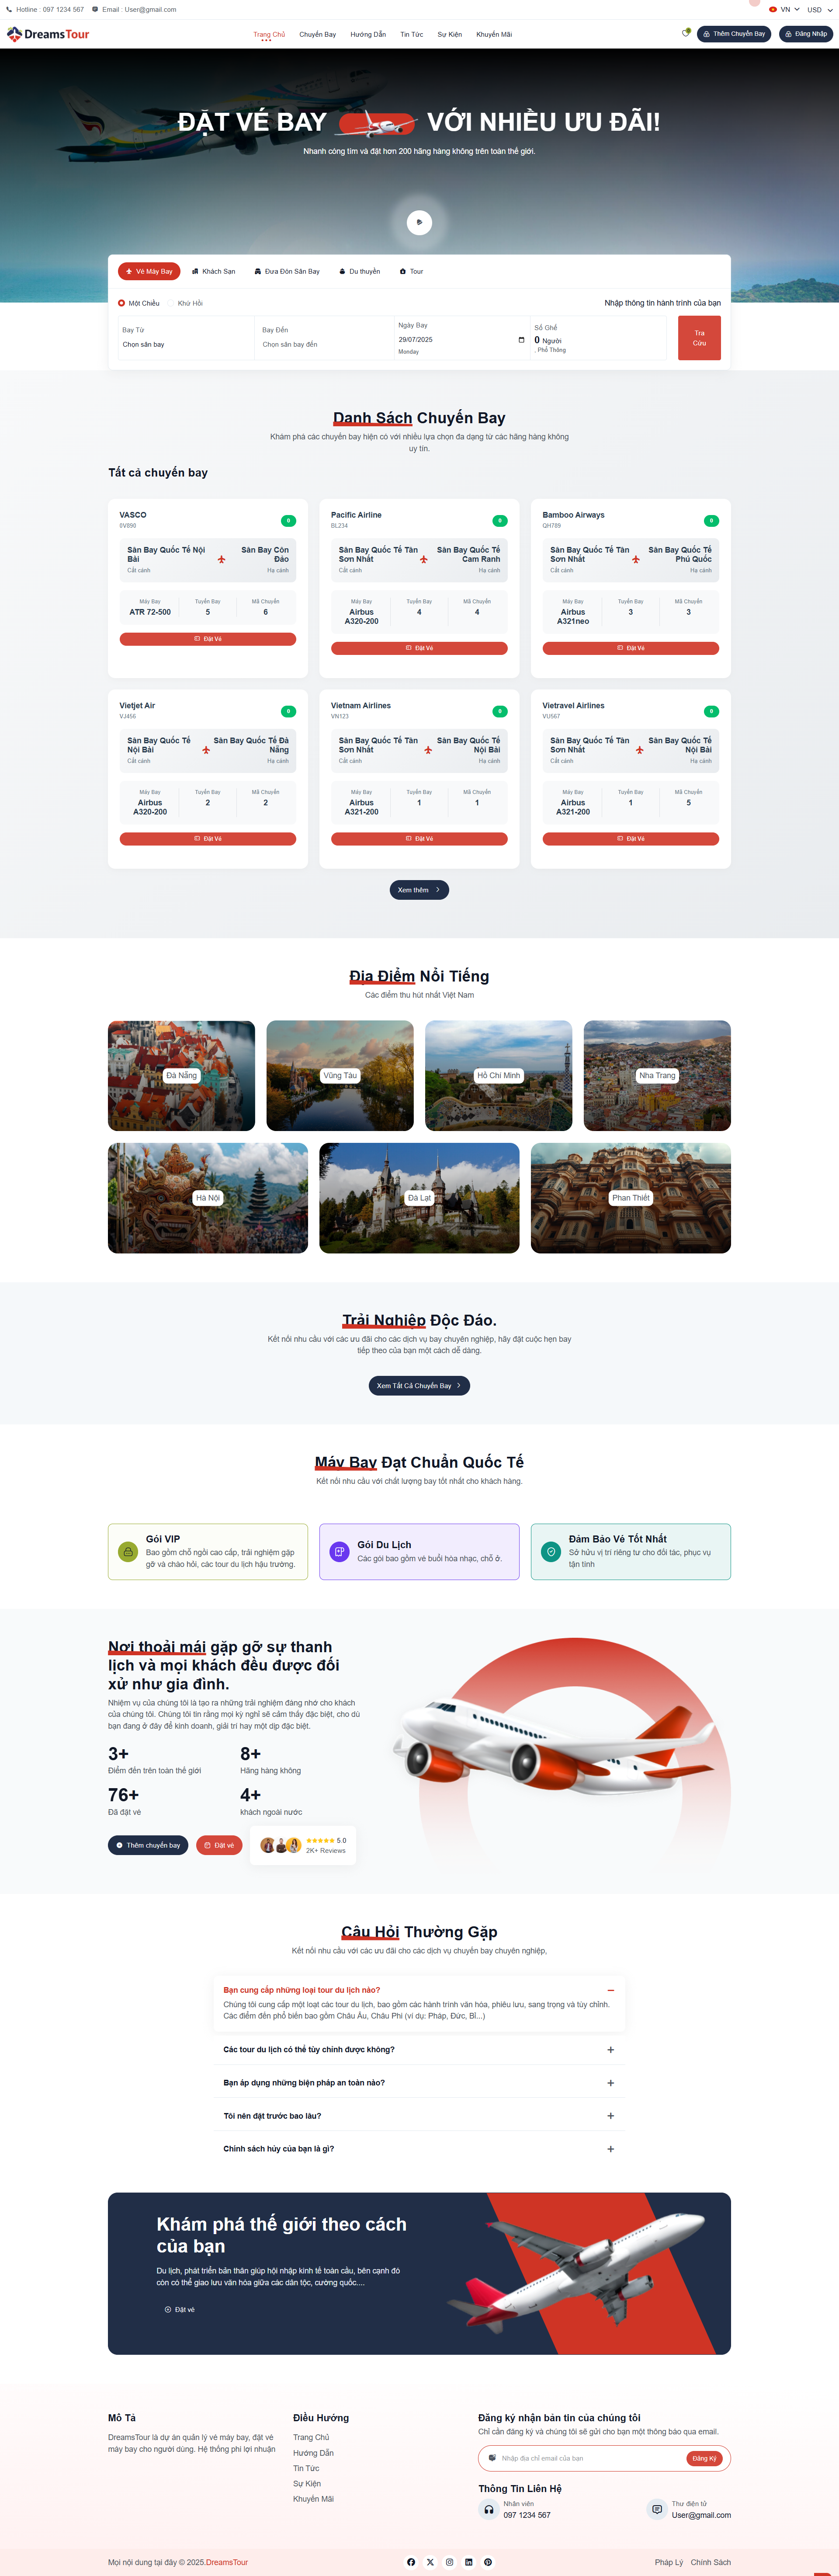 Hotline : 097 1234 567
Email : User@gmail.com
VN
USD
DreamsTour
Trang Chủ
Chuyến Bay
Hướng Dẫn
Tin Tức
Sự Kiện
Khuyến Mãi
Thêm Chuyến Bay
Đăng Nhập
ĐẶT VÉ BAY VỚI NHIỀU ƯU ĐÃI!
Nhanh cóng tìm và đặt hơn 200 hãng hàng không trên toàn thế giới.
Vé Máy Bay
Khách Sạn
Đưa Đón Sân Bay
Du thuyền
Tour
Một Chiều
Khứ Hồi
Nhập thông tin hành trình của bạn
Bay Từ
Chọn sân bay
Bay Đến
Chọn sân bay đến
Ngày Bay
29/07/2025
Monday
Số Ghế
0 Người
, Phổ Thông
Tra
Cứu
Danh Sách Chuyến Bay
Khám phá các chuyến bay hiện có với nhiều lựa chọn đa dạng từ các hãng hàng không
uy tín.
Tất cả chuyến bay
VASCO
0V890
0
Sân Bay Quốc Tế Nội
Bài
Cất cánh
Sân Bay Côn
Đảo
Hạ cánh
Máy Bay
ATR 72-500
Tuyến Bay
5
Mã Chuyến
6
Đặt Vé
Pacific Airline
BL234
0
Sân Bay Quốc Tế Tân
Sơn Nhất
Cất cánh
Sân Bay Quốc Tế
Cam Ranh
Hạ cánh
Máy Bay
Airbus
A320-200
Tuyến Bay
4
Mã Chuyến
4
Đặt Vé
Bamboo Airways
QH789
0
Sân Bay Quốc Tế Tân
Sơn Nhất
Cất cánh
Sân Bay Quốc Tế
Phú Quốc
Hạ cánh
Máy Bay
Airbus
A321neo
Tuyến Bay
3
Mã Chuyến
3
Đặt Vé
Vietjet Air
VJ456
0
Sân Bay Quốc Tế
Nội Bài
Cất cánh
Sân Bay Quốc Tế Đà
Nẵng
Hạ cánh
Máy Bay
Airbus
A320-200
Tuyến Bay
2
Mã Chuyến
2
Đặt Vé
Vietnam Airlines
VN123
0
Sân Bay Quốc Tế Tân
Sơn Nhất
Cất cánh
Sân Bay Quốc Tế
Nội Bài
Hạ cánh
Máy Bay
Airbus
A321-200
Tuyến Bay
1
Mã Chuyến
1
Đặt Vé
Vietravel Airlines
VU567
0
Sân Bay Quốc Tế Tân
Sơn Nhất
Cất cánh
Sân Bay Quốc Tế
Nội Bài
Hạ cánh
Máy Bay
Airbus
A321-200
Tuyến Bay
1
Mã Chuyến
5
Đặt Vé
Xem thêm
Địa Điểm Nổi Tiếng
Các điểm thu hút nhất Việt Nam
Đà Nẵng
Vũng Tàu
Hồ Chí Minh
Nha Trang
Hà Nội
Đà Lạt
Phan Thiết
Trải Nghiệp Độc Đáo.
Kết nối nhu cầu với các ưu đãi cho các dịch vụ bay chuyên nghiệp, hãy đặt cuộc hẹn bay
tiếp theo của bạn một cách dễ dàng.
Xem Tất Cả Chuyến Bay
Máy Bay Đạt Chuẩn Quốc Tế
Kết nối nhu cầu với chất lượng bay tốt nhất cho khách hàng.
Gói VIP
Bao gồm chỗ ngồi cao cấp, trải nghiệm gặp
gỡ và chào hỏi, các tour du lịch hậu trường.
Gói Du Lịch
Các gói bao gồm vé buổi hòa nhạc, chỗ ở.
Đảm Bảo Vé Tốt Nhất
Sở hữu vị trí riêng tư cho đối tác, phục vụ
tận tình
Nơi thoải mái gặp gỡ sự thanh
lịch và mọi khách đều được đối
xử như gia đình.
Nhiệm vụ của chúng tôi là tạo ra những trải nghiệm đáng nhớ cho khách
của chúng tôi. Chúng tôi tin rằng mọi kỳ nghỉ sẽ cảm thấy đặc biệt, cho dù
bạn đang ở đây để kinh doanh, giải trí hay một dịp đặc biệt.
3+
Điểm đến trên toàn thế giới
8+
Hãng hàng không
76+
Đã đặt vé
4+
khách ngoài nước
Thêm chuyến bay
Đặt vé
5.0
2K+ Reviews
Câu Hỏi Thường Gặp
Kết nối nhu cầu với các ưu đãi cho các dịch vụ chuyến bay chuyên nghiệp,
Bạn cung cấp những loại tour du lịch nào?
Chúng tôi cung cấp một loạt các tour du lịch, bao gồm các hành trình văn hóa, phiêu lưu, sang trọng và tùy chỉnh.
Các điểm đến phổ biến bao gồm Châu Âu, Châu Phi (ví dụ: Pháp, Đức, Bỉ...)
Các tour du lịch có thể tùy chỉnh được không?
Bạn áp dụng những biện pháp an toàn nào?
Tôi nên đặt trước bao lâu?
Chính sách hủy của bạn là gì?
Khám phá thế giới theo cách
của bạn
Du lịch, phát triển bản thân giúp hội nhập kinh tế toàn cầu, bên cạnh đó
còn có thể giao lưu văn hóa giữa các dân tộc, cường quốc....
Đặt vé
Mô Tả
DreamsTour là dự án quản lý vé máy bay, đặt vé
máy bay cho người dùng. Hệ thống phi lợi nhuận
Điều Hướng
Trang Chủ
Hướng Dẫn
Tin Tức
Sự Kiện
Khuyến Mãi
Đăng ký nhận bản tin của chúng tôi
Chỉ cần đăng ký và chúng tôi sẽ gửi cho bạn một thông báo qua email.
Nhập địa chỉ email của bạn
Đăng Ký
Thông Tin Liên Hệ
Nhân viên
097 1234 567
Thư điện tử
User@gmail.com
Mọi nội dung tại đây © 2025.DreamsTour
Pháp Lý
Chính Sách